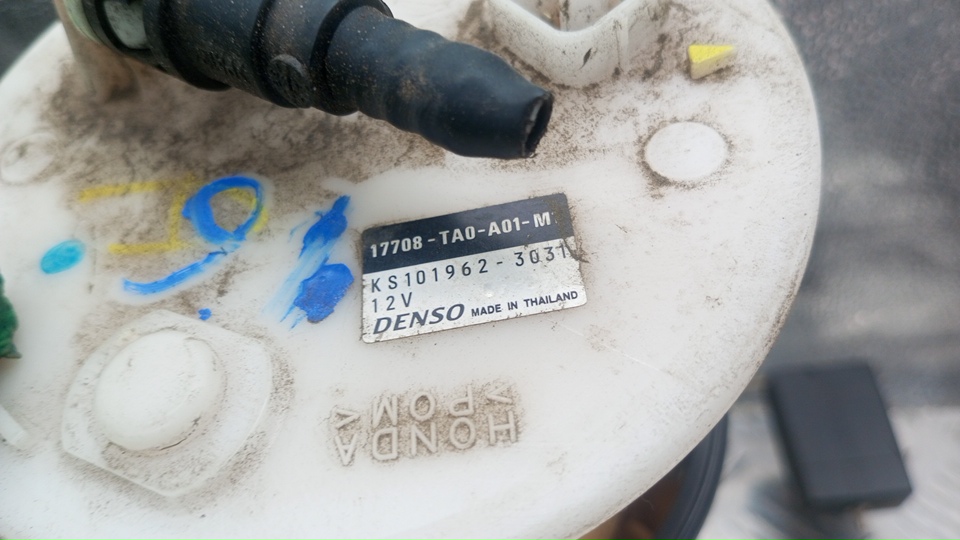 17708-TA0-A01-M
KS101962-3031
12V
DENSO MADE IN THAILAND
HONDA
>POM<